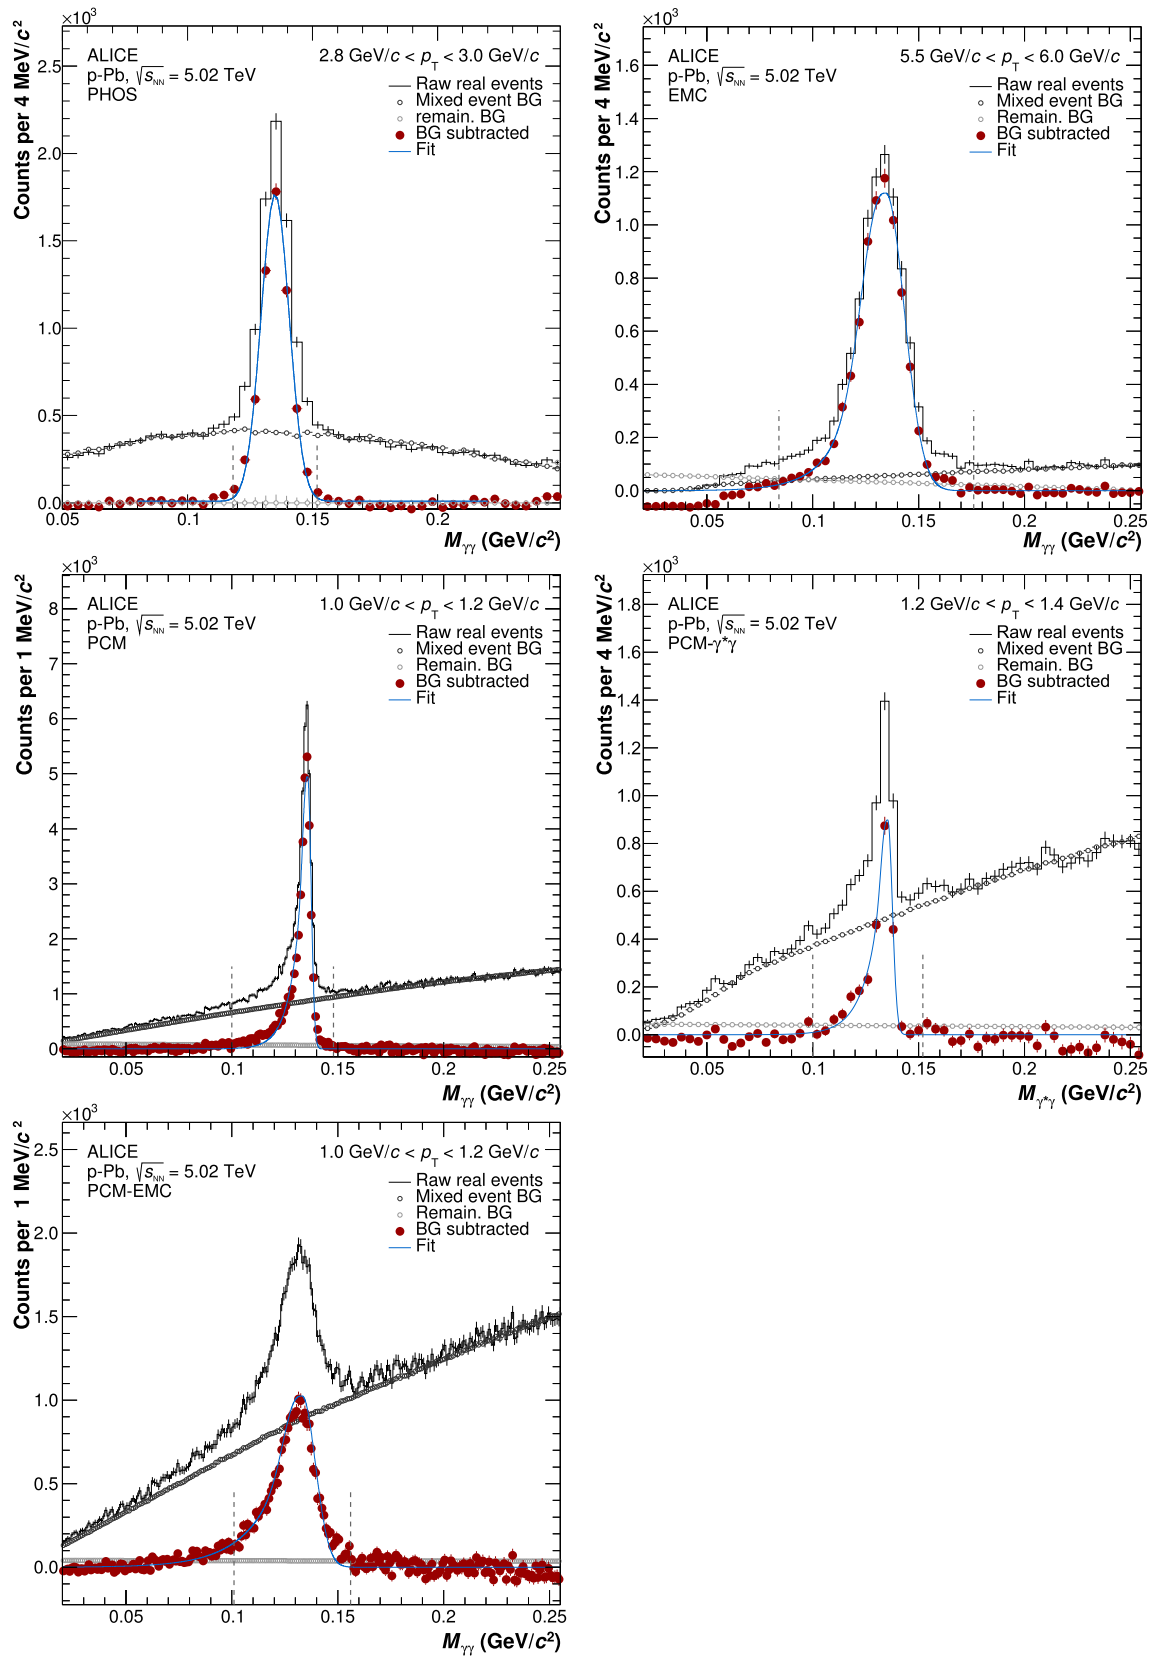 ×10³
Counts per 4 MeV/c²
ALICE
p-Pb, √s_NN = 5.02 TeV
PHOS
2.8 GeV/c < p_T < 3.0 GeV/c
Raw real events
Mixed event BG
remain. BG
BG subtracted
Fit
2.5
2.0
1.5
1.0
0.5
0.0
0.05 0.1 0.15 0.2
M_γγ (GeV/c²)
×10³
Counts per 4 MeV/c²
ALICE
p-Pb, √s_NN = 5.02 TeV
EMC
5.5 GeV/c < p_T < 6.0 GeV/c
Raw real events
Mixed event BG
Remain. BG
BG subtracted
Fit
1.6
1.4
1.2
1.0
0.8
0.6
0.4
0.2
0.0
0.05 0.1 0.15 0.2 0.25
M_γγ (GeV/c²)
×10³
Counts per 1 MeV/c²
ALICE
p-Pb, √s_NN = 5.02 TeV
PCM
1.0 GeV/c < p_T < 1.2 GeV/c
Raw real events
Mixed event BG
Remain. BG
BG subtracted
Fit
8
7
6
5
4
3
2
1
0
0.05 0.1 0.15 0.2 0.25
M_γγ (GeV/c²)
×10³
Counts per 4 MeV/c²
ALICE
p-Pb, √s_NN = 5.02 TeV
PCM-γ*γ
1.2 GeV/c < p_T < 1.4 GeV/c
Raw real events
Mixed event BG
Remain. BG
BG subtracted
Fit
1.8
1.6
1.4
1.2
1.0
0.8
0.6
0.4
0.2
0.0
0.05 0.1 0.15 0.2 0.25
M_γ*γ (GeV/c²)
×10³
Counts per 1 MeV/c²
ALICE
p-Pb, √s_NN = 5.02 TeV
PCM-EMC
1.0 GeV/c < p_T < 1.2 GeV/c
Raw real events
Mixed event BG
Remain. BG
BG subtracted
Fit
2.5
2.0
1.5
1.0
0.5
0.0
0.05 0.1 0.15 0.2 0.25
M_γγ (GeV/c²)